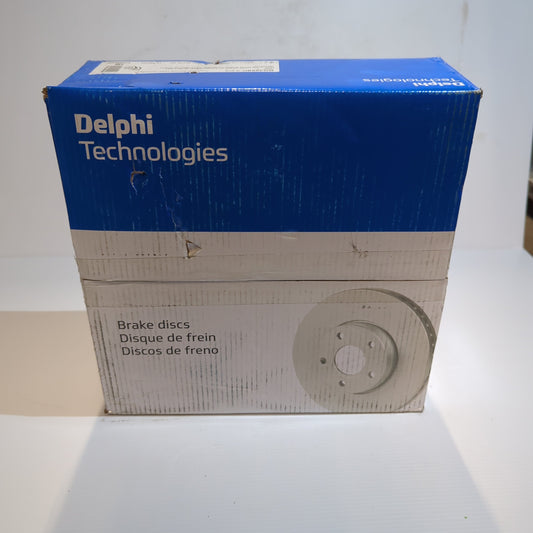 Delphi
Technologies
Delphi
Technologies
Brake discs
Disque de frein
Discos de freno